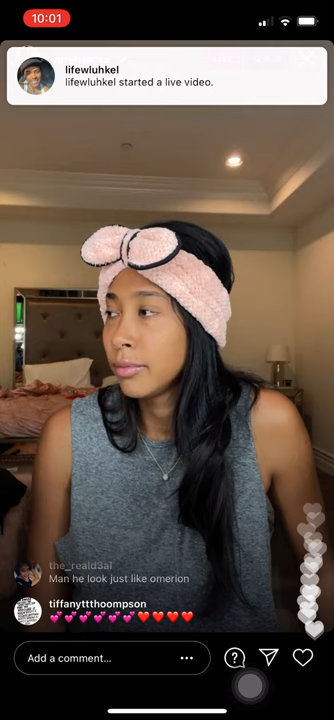 10:01
lifewluhkel
lifewluhkel started a live video.
the_reald3al
Man he look just like omerion
tiffanyttthoompson
💕💕💕💕💕💕❤️❤️❤️❤️
Add a comment...